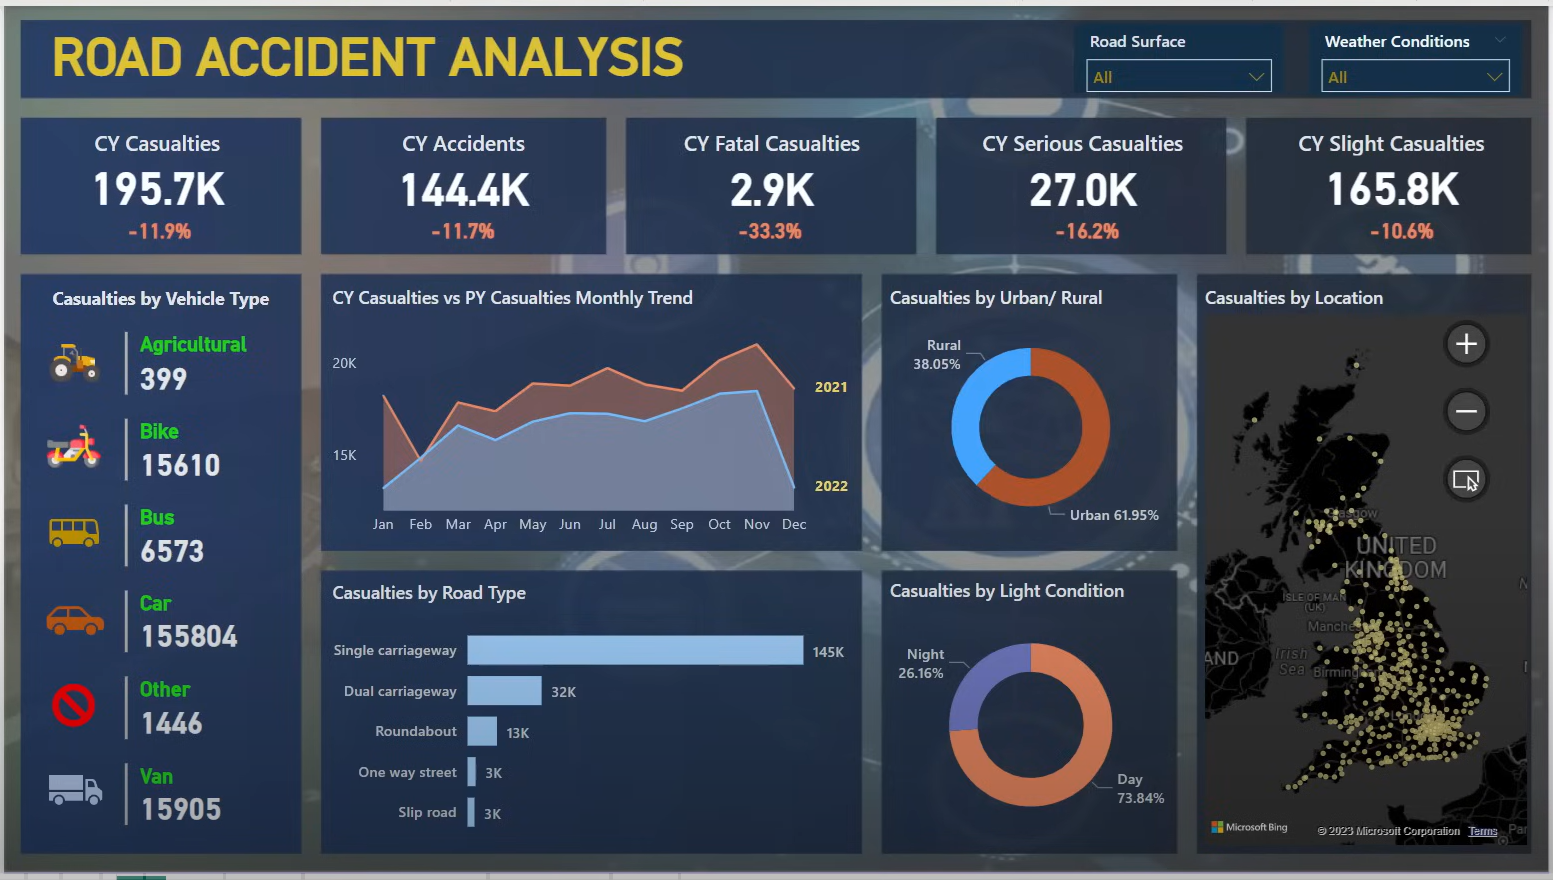 ROAD ACCIDENT ANALYSIS
Road Surface
All
Weather Conditions
All
CY Casualties
195.7K
-11.9%
CY Accidents
144.4K
-11.7%
CY Fatal Casualties
2.9K
-33.3%
CY Serious Casualties
27.0K
-16.2%
CY Slight Casualties
165.8K
-10.6%
Casualties by Vehicle Type
Agricultural
399
Bike
15610
Bus
6573
Car
155804
Other
1446
Van
15905
CY Casualties vs PY Casualties Monthly Trend
20K
15K
2021
2022
Jan Feb Mar Apr May Jun Jul Aug Sep Oct Nov Dec
Casualties by Road Type
Single carriageway 145K
Dual carriageway 32K
Roundabout 13K
One way street 3K
Slip road 3K
Casualties by Urban/ Rural
Rural
38.05%
Urban 61.95%
Casualties by Light Condition
Night
26.16%
Day
73.84%
Casualties by Location
Glasgow
UNITED
KINGDOM
ISLE OF MAN
(UK)
Manche
Irish
Sea
AND
Birming
Microsoft Bing
© 2023 Microsoft Corporation Terms
Par